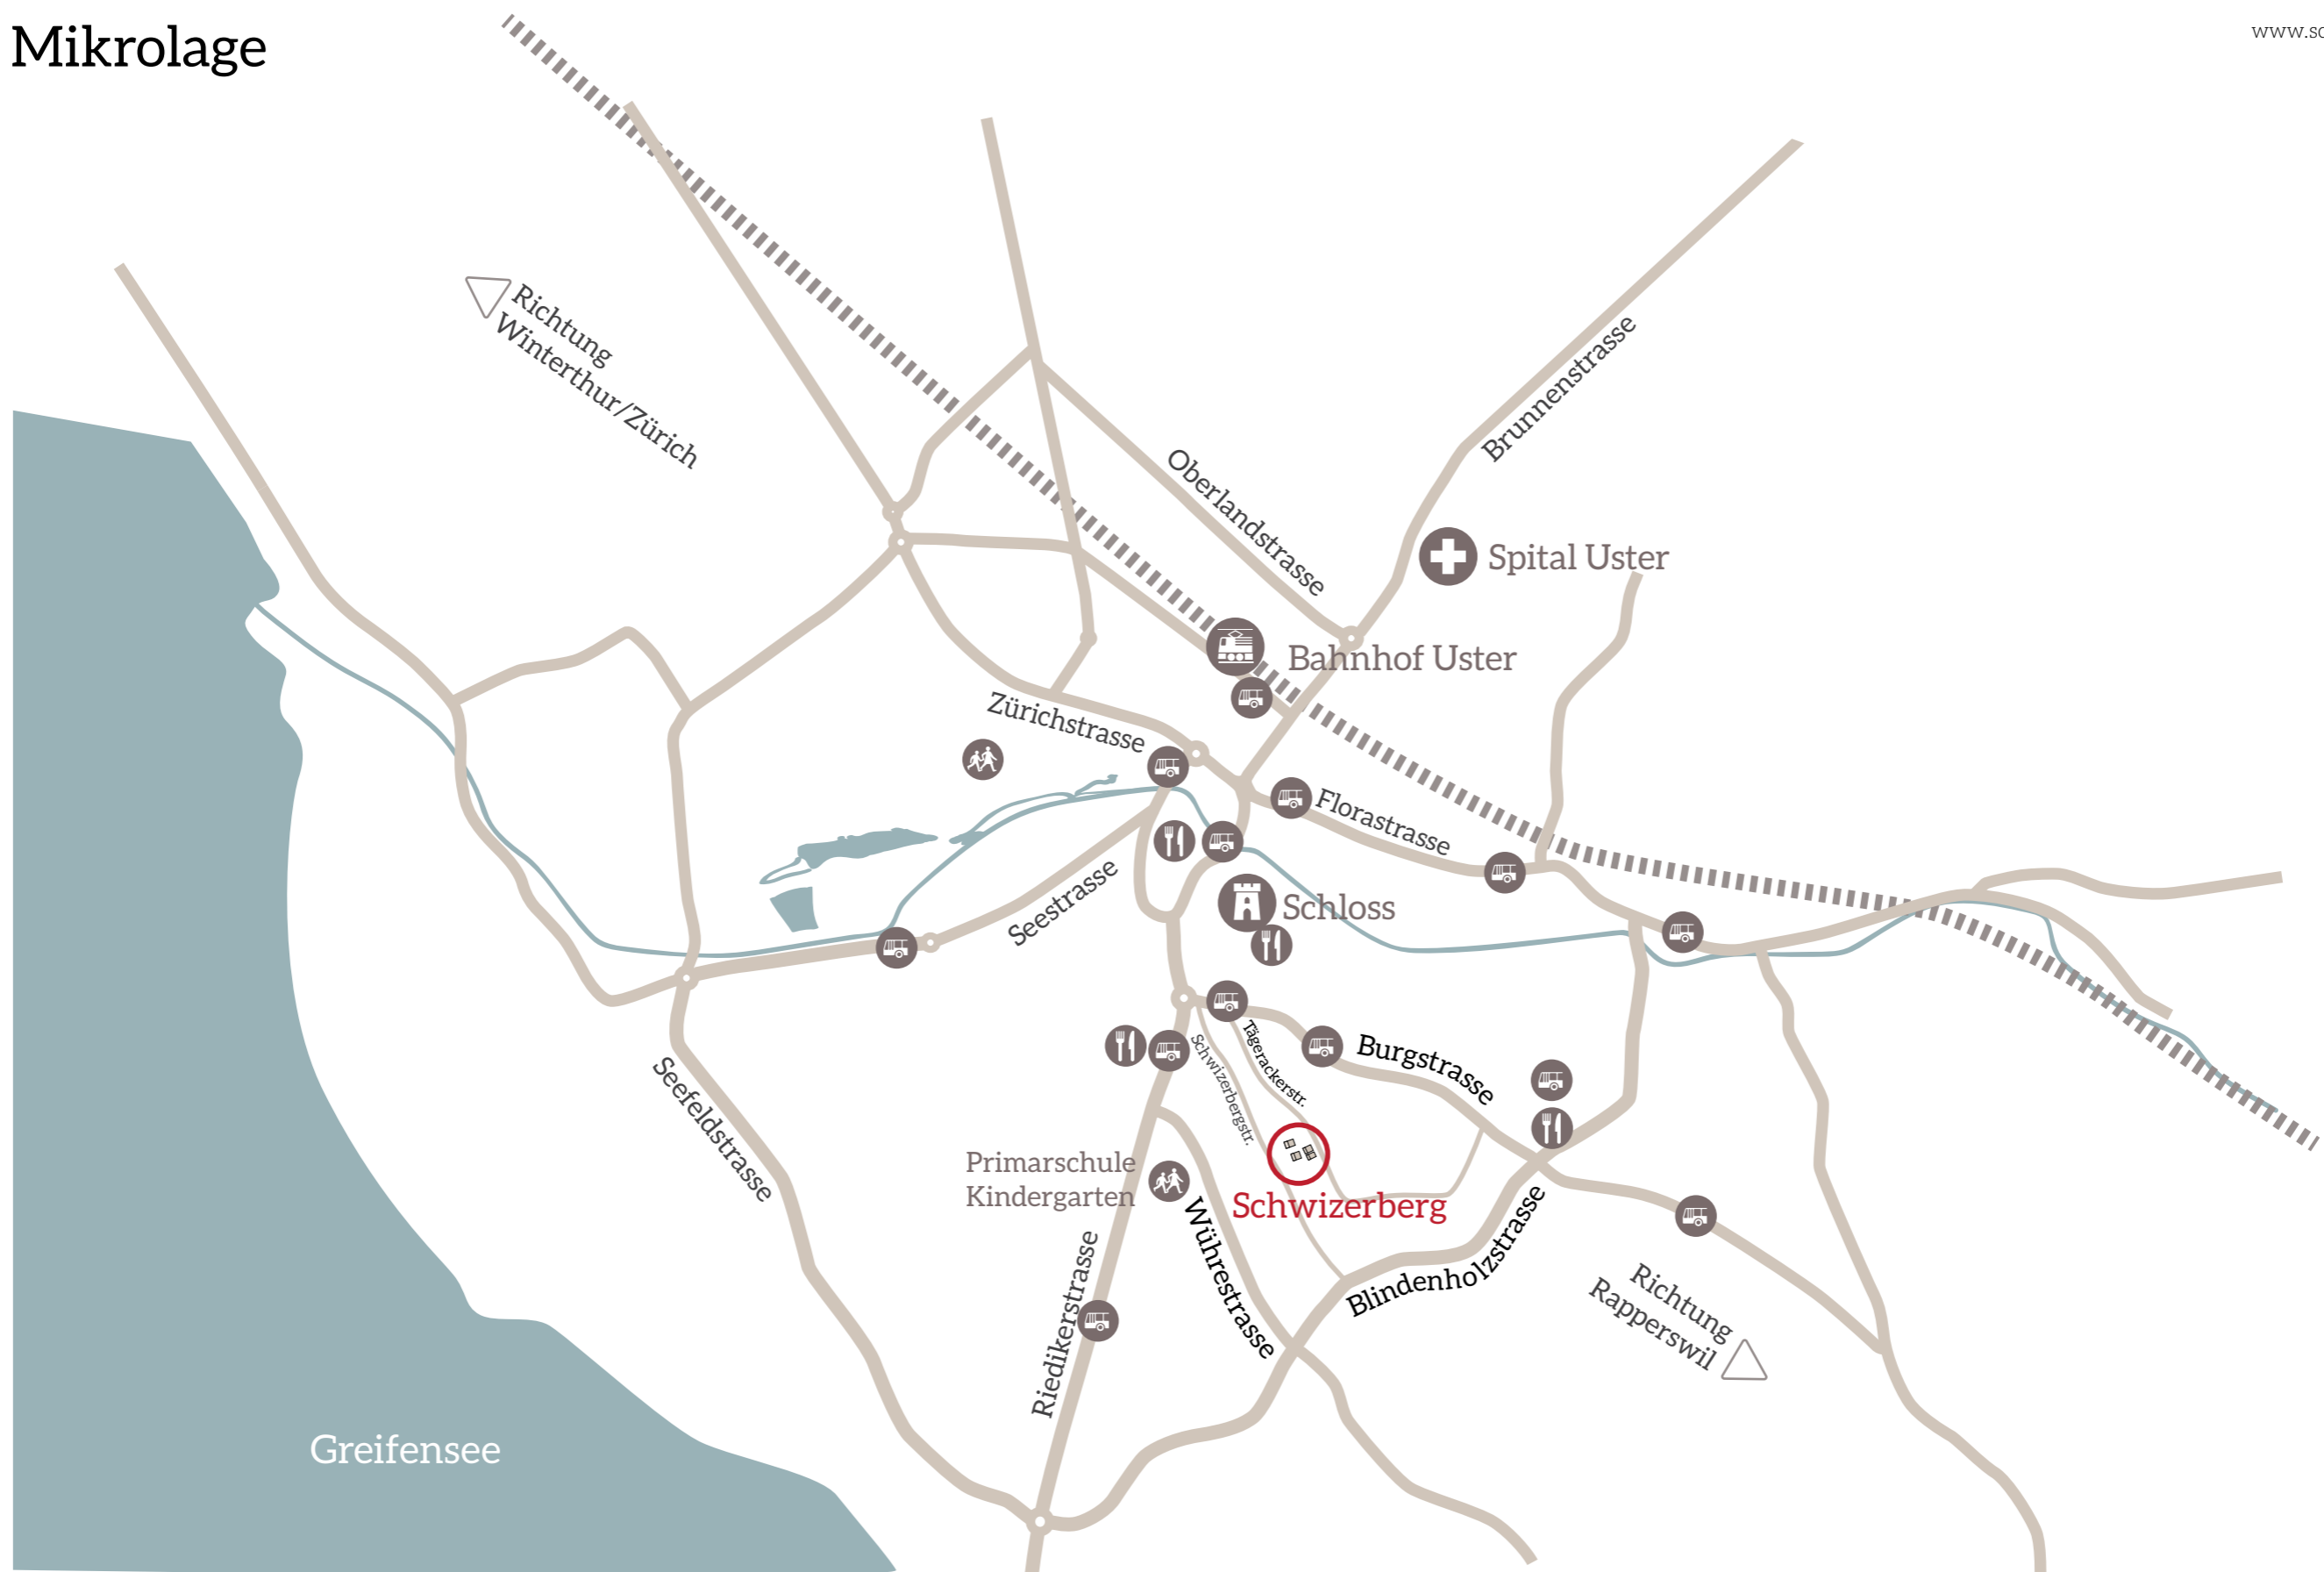 Mikrolage
www.sc
Richtung
Winterthur/Zürich
Brunnenstrasse
Oberlandstrasse
Spital Uster
Bahnhof Uster
Zürichstrasse
Florastrasse
Seestrasse
Schloss
Tägerackerstr.
Schwizerbergstr.
Burgstrasse
Seefeldstrasse
Primarschule
Kindergarten
Schwizerberg
Wührestrasse
Blindenholzstrasse
Riedikerstrasse
Richtung
Rapperswil
Greifensee